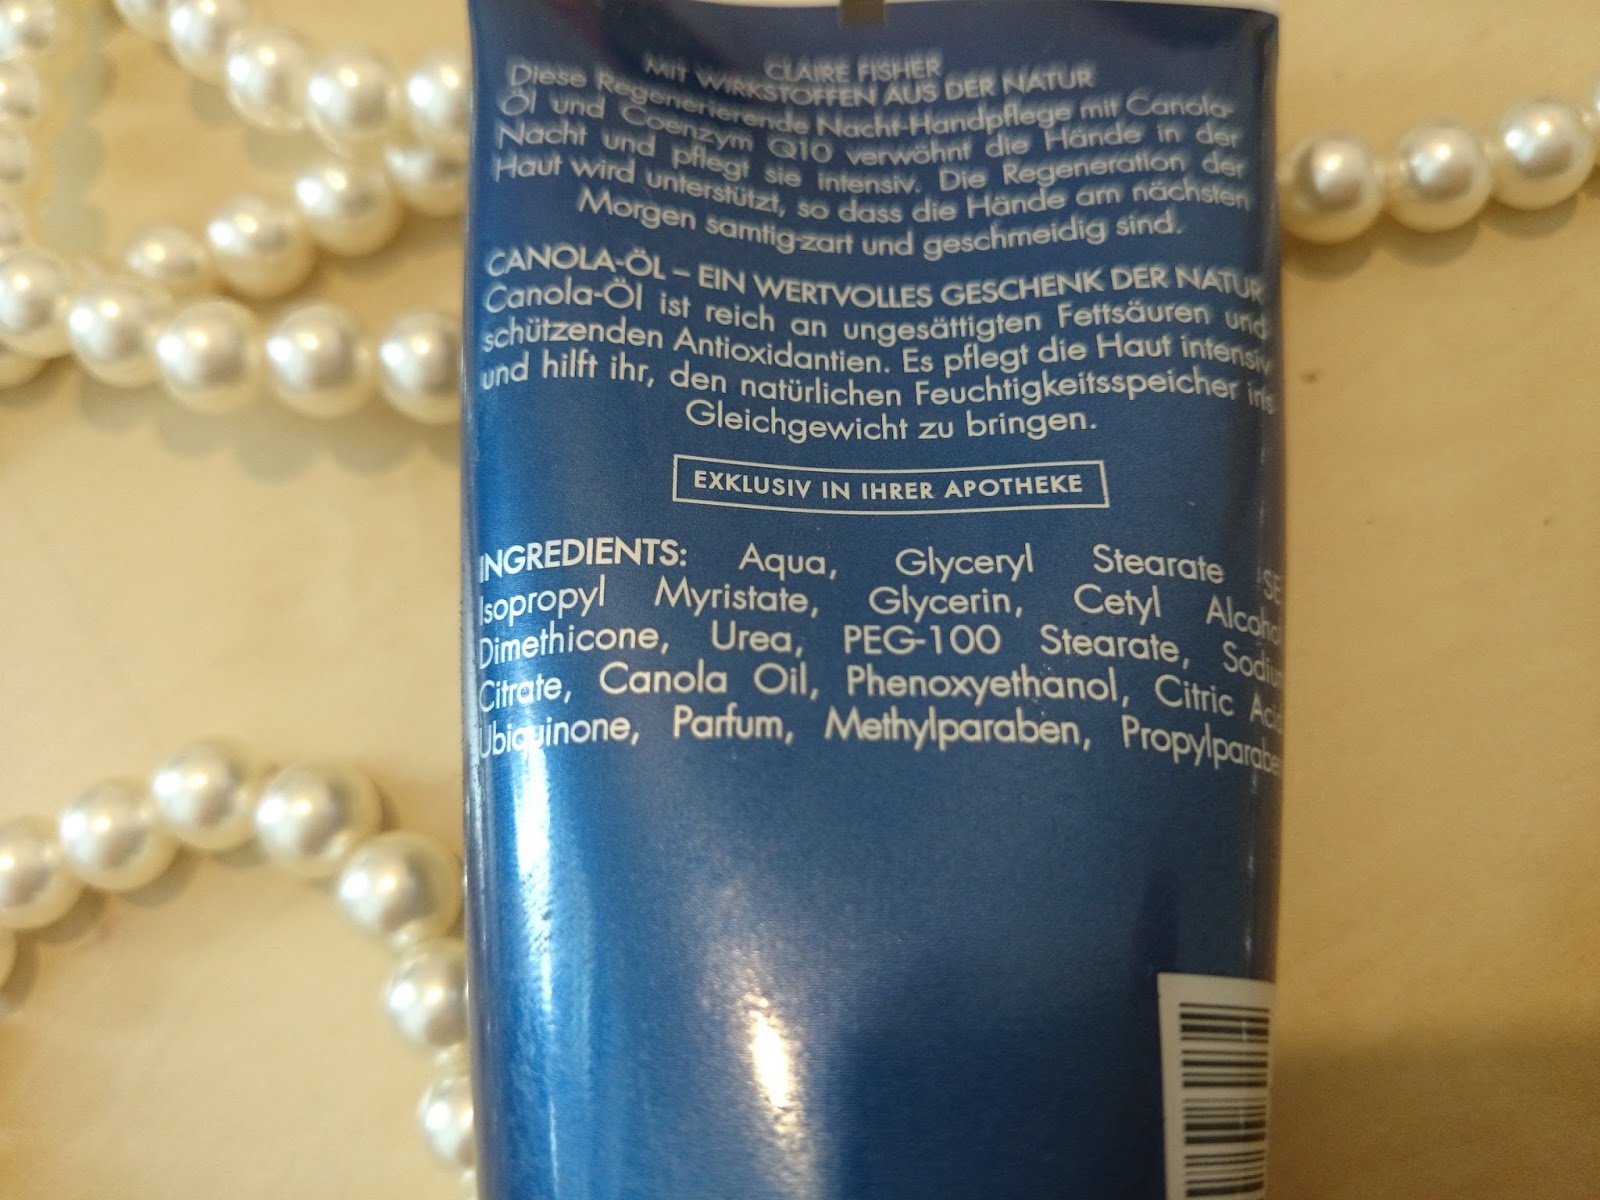 CLAIRE FISHER
MIT WIRKSTOFFEN AUS DER NATUR
Diese Regenerierende Nacht-Handpflege mit Canola-
Öl und Coenzym Q10 verwöhnt die Hände in der
Nacht und pflegt sie intensiv. Die Regeneration der
Haut wird unterstützt, so dass die Hände am nächsten
Morgen samtig-zart und geschmeidig sind.
CANOLA-ÖL – EIN WERTVOLLES GESCHENK DER NATUR
Canola-Öl ist reich an ungesättigten Fettsäuren und
schützenden Antioxidantien. Es pflegt die Haut intensiv
und hilft ihr, den natürlichen Feuchtigkeitsspeicher ins
Gleichgewicht zu bringen.
EXKLUSIV IN IHRER APOTHEKE
INGREDIENTS: Aqua, Glyceryl Stearate SE,
Isopropyl Myristate, Glycerin, Cetyl Alcohol,
Dimethicone, Urea, PEG-100 Stearate, Sodium
Citrate, Canola Oil, Phenoxyethanol, Citric Acid,
Ubiquinone, Parfum, Methylparaben, Propylparaben